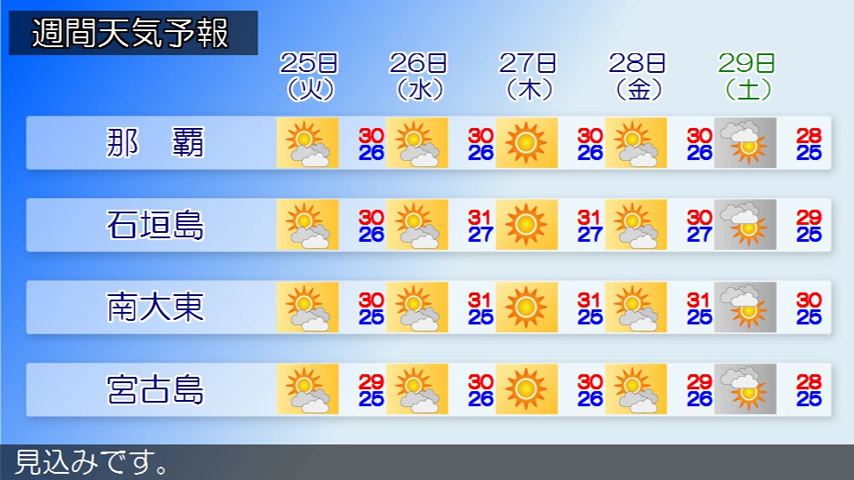 週間天気予報
25日 26日 27日 28日 29日
（火） （水） （木） （金） （土）
那　覇 30 26 30 26 30 26 30 26 28 25
石垣島 30 26 31 27 31 27 30 27 29 25
南大東 30 25 31 25 31 25 31 25 30 25
宮古島 29 25 30 26 30 26 29 26 28 25
見込みです。